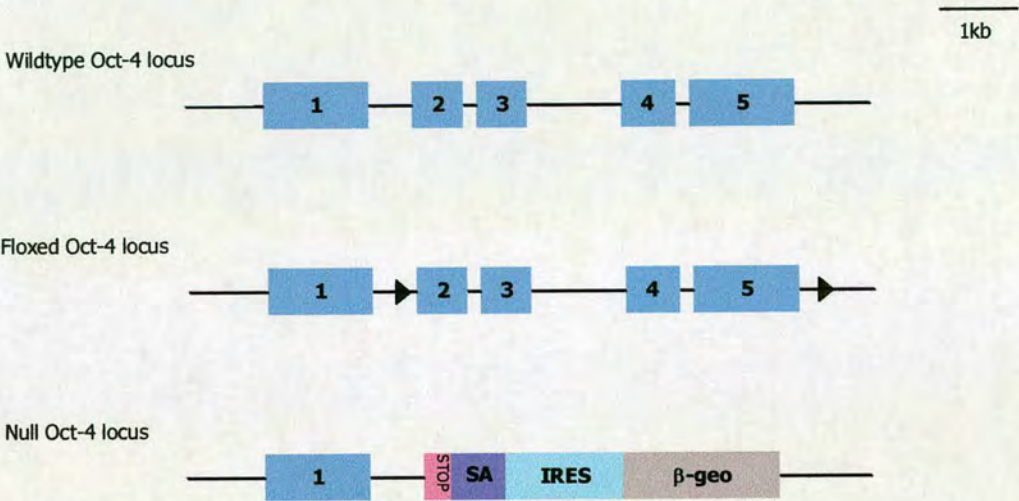 1kb
Wildtype Oct-4 locus
1 2 3 4 5
Floxed Oct-4 locus
1 2 3 4 5
Null Oct-4 locus
1 STOP SA IRES β-geo